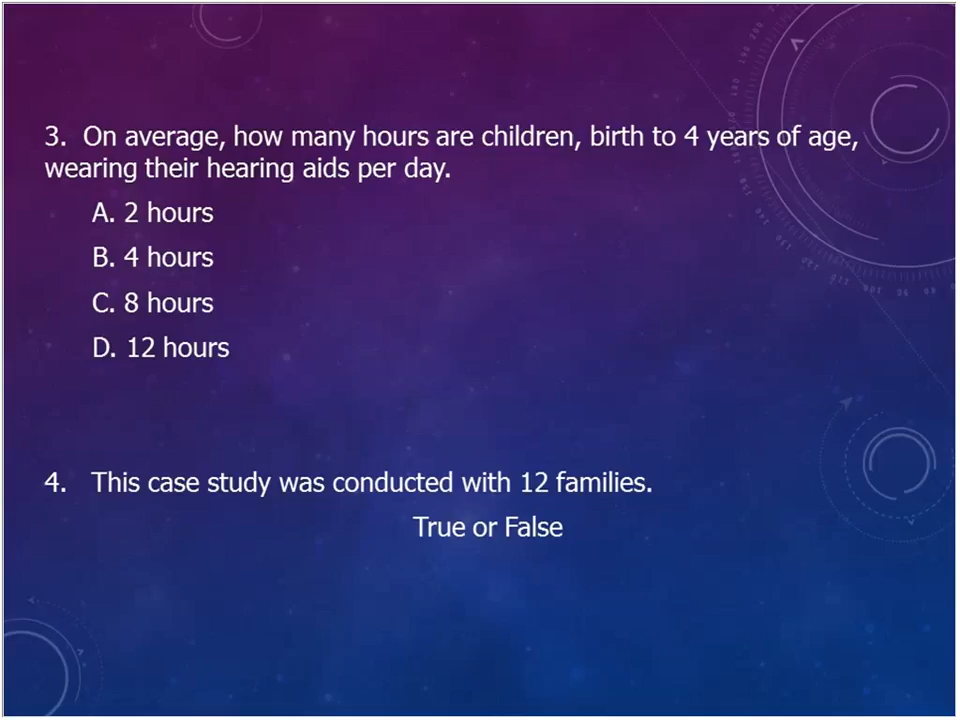 3.  On average, how many hours are children, birth to 4 years of age,
wearing their hearing aids per day.
A. 2 hours
B. 4 hours
C. 8 hours
D. 12 hours
4.   This case study was conducted with 12 families.
True or False